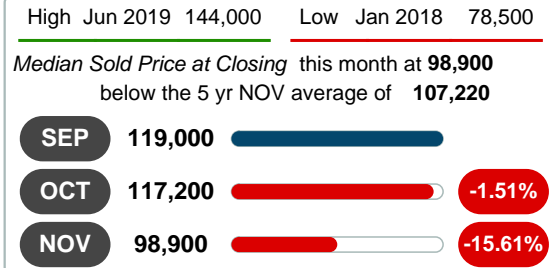 High Jun 2019 144,000 Low Jan 2018 78,500
Median Sold Price at Closing this month at 98,900
below the 5 yr NOV average of 107,220
SEP 119,000
OCT 117,200 -1.51%
NOV 98,900 -15.61%